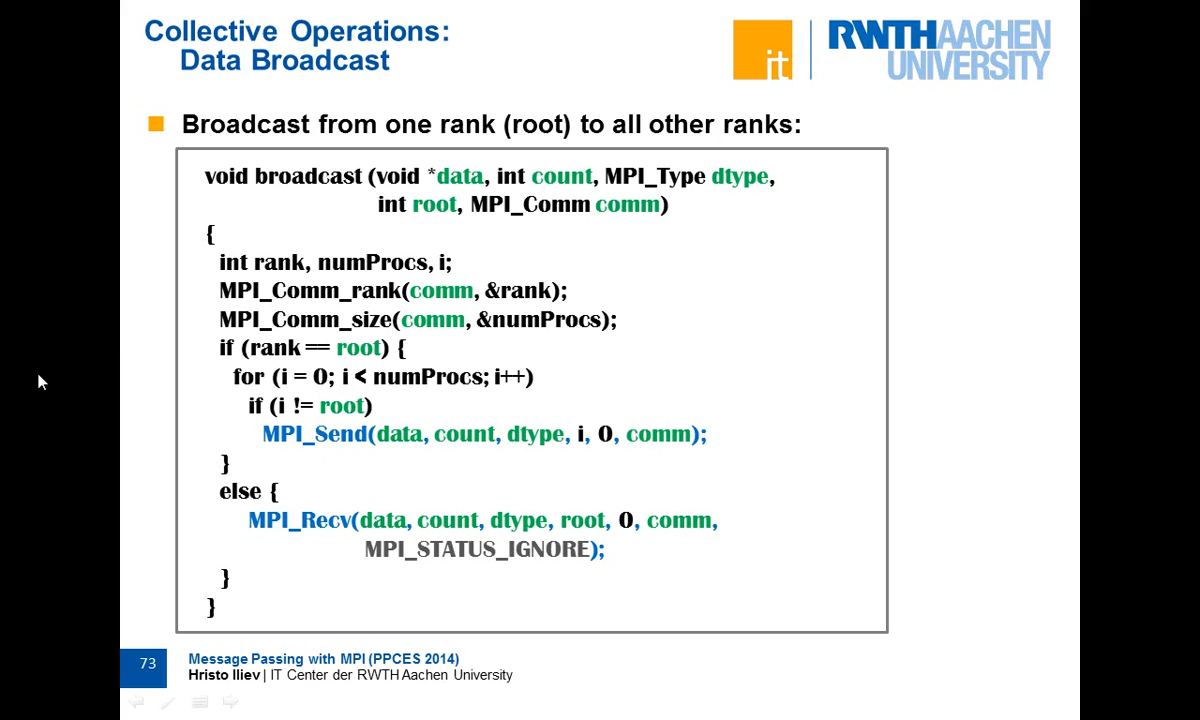 Collective Operations:
Data Broadcast
it
RWTHAACHEN
UNIVERSITY
Broadcast from one rank (root) to all other ranks:
void broadcast (void *data, int count, MPI_Type dtype,
int root, MPI_Comm comm)
{
int rank, numProcs, i;
MPI_Comm_rank(comm, &rank);
MPI_Comm_size(comm, &numProcs);
if (rank == root) {
for (i = 0; i < numProcs; i++)
if (i != root)
MPI_Send(data, count, dtype, i, 0, comm);
}
else {
MPI_Recv(data, count, dtype, root, 0, comm,
MPI_STATUS_IGNORE);
}
}
73
Message Passing with MPI (PPCES 2014)
Hristo Iliev | IT Center der RWTH Aachen University